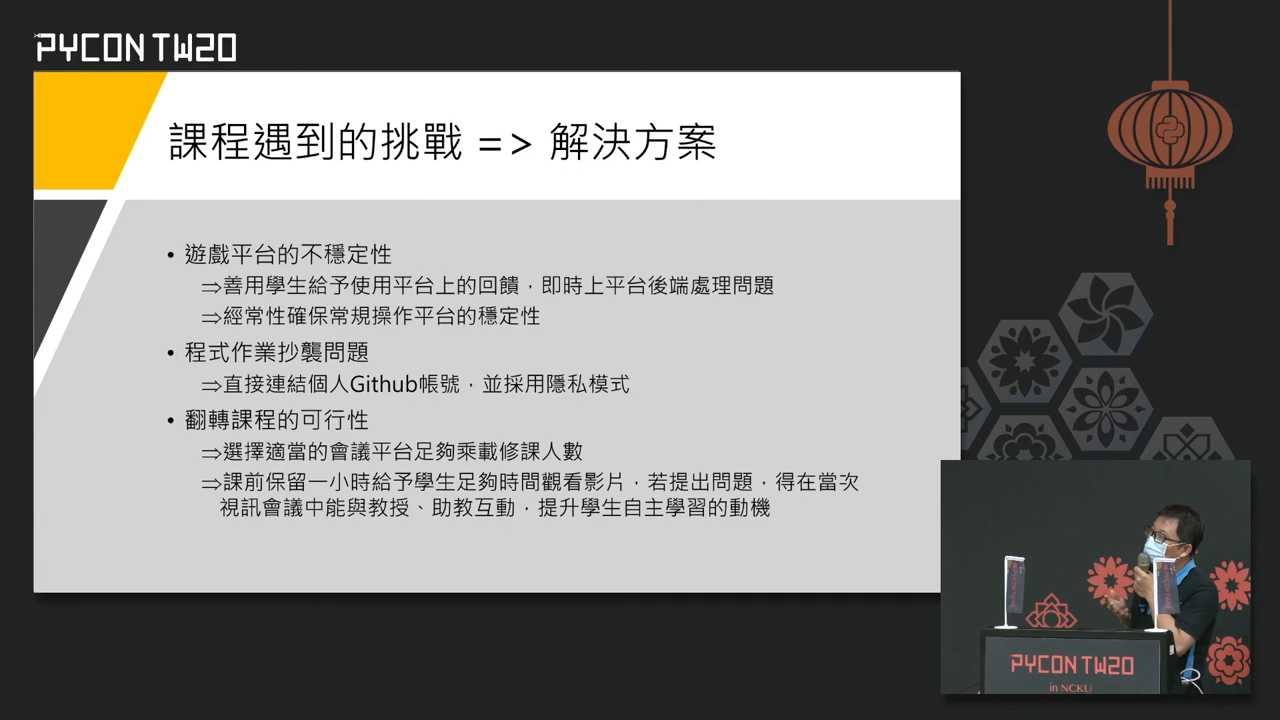 PYCON TW20
課程遇到的挑戰 => 解決方案
• 遊戲平台的不穩定性
⇒善用學生給予使用平台上的回饋，即時上平台後端處理問題
⇒經常性確保常規操作平台的穩定性
• 程式作業抄襲問題
⇒直接連結個人Github帳號，並採用隱私模式
• 翻轉課程的可行性
⇒選擇適當的會議平台足夠乘載修課人數
⇒課前保留一小時給予學生足夠時間觀看影片，若提出問題，得在當次
視訊會議中能與教授、助教互動，提升學生自主學習的動機
PYCON TW20
in NCKU